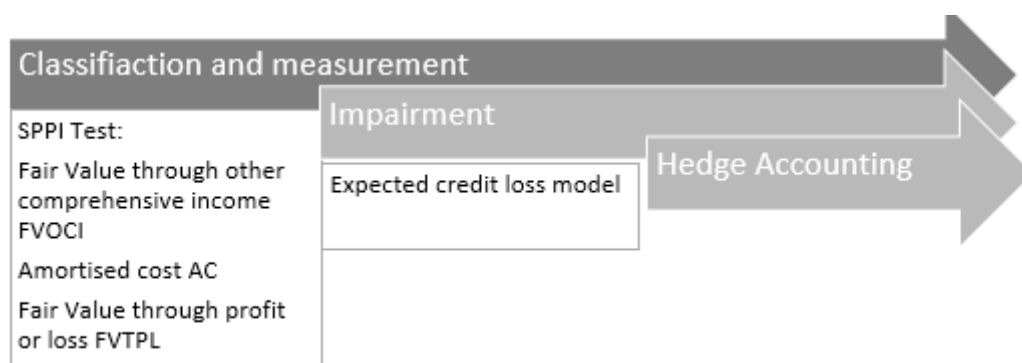 Classifiaction and measurement
SPPI Test:
Fair Value through other
comprehensive income
FVOCI
Amortised cost AC
Fair Value through profit
or loss FVTPL
Impairment
Expected credit loss model
Hedge Accounting